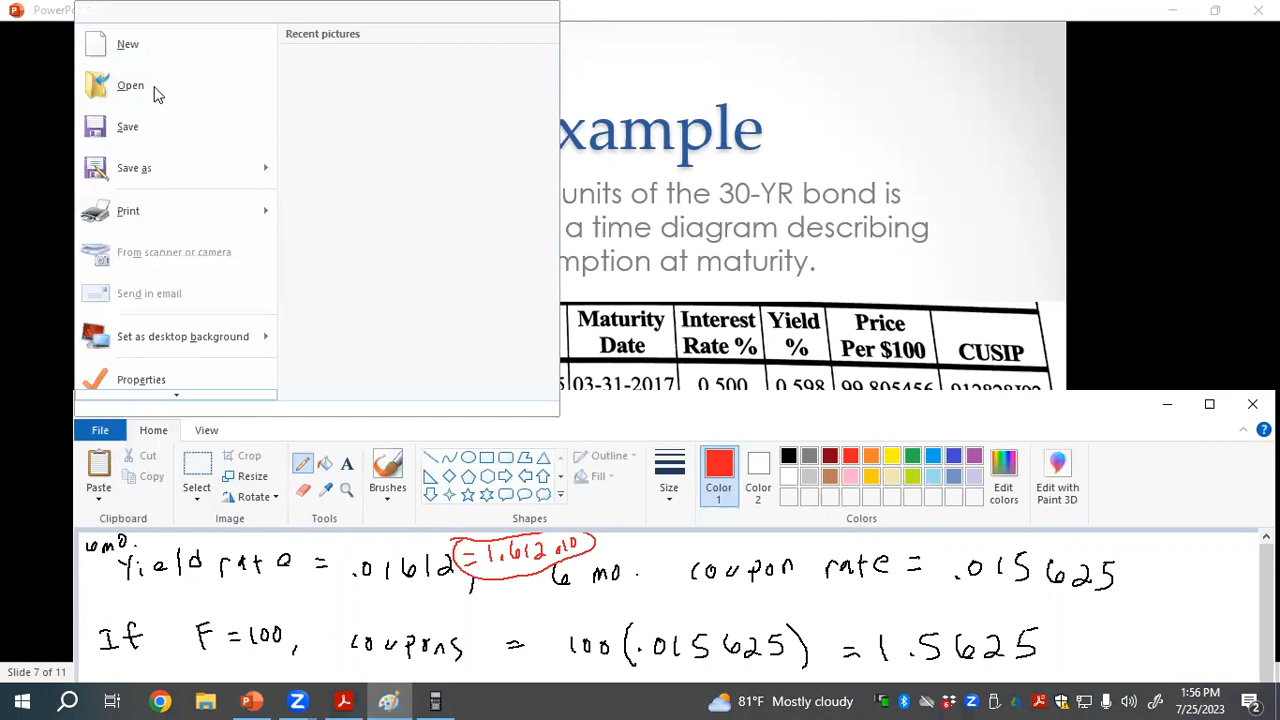 PowerP
Recent pictures
New
Open
Save
Save as
Print
From scanner or camera
Send in email
Set as desktop background
Properties
xample
units of the 30-YR bond is
a time diagram describing
mption at maturity.
Maturity Date Interest Rate % Yield % Price Per $100 CUSIP
03-31-2017 0.500 0.598 99.805456 912828J92
File Home View
Paste Cut Copy Select Crop Resize Rotate Brushes Outline Fill Size Color 1 Color 2 Edit colors Edit with Paint 3D
Clipboard Image Tools Shapes Colors
6 mo.
Yield rate = .01612, = 1.612 % 6 mo. coupon rate = .015625
If F = 100, coupons = 100(.015625) = 1.5625
Slide 7 of 11
81°F Mostly cloudy
1:56 PM
7/25/2023
2